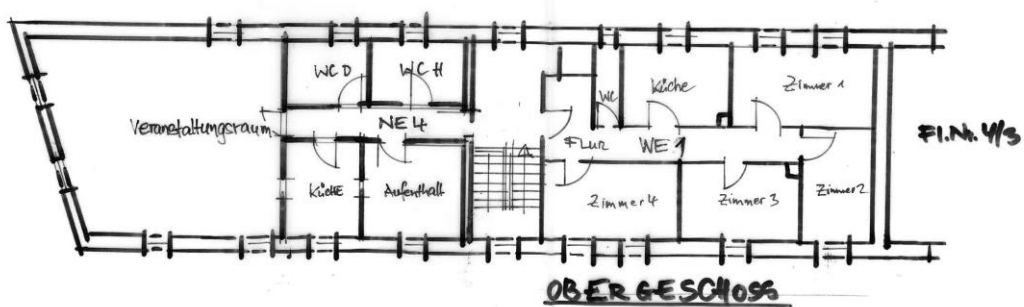 WC D
WC H
WC
Küche
Zimmer 1
Veranstaltungsraum
NE 4
FLUR
WE 1
Fl.Nr. 4/3
Küche
Aufenthalt
Zimmer 4
Zimmer 3
Zimmer 2
OBERGESCHOSS